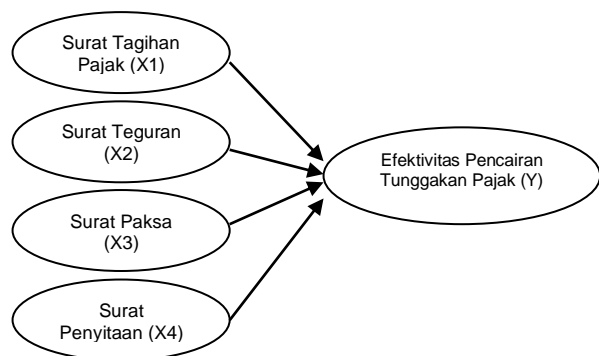 Surat Tagihan
Pajak (X1)
Surat Teguran
(X2)
Surat Paksa
(X3)
Surat
Penyitaan (X4)
Efektivitas Pencairan
Tunggakan Pajak (Y)